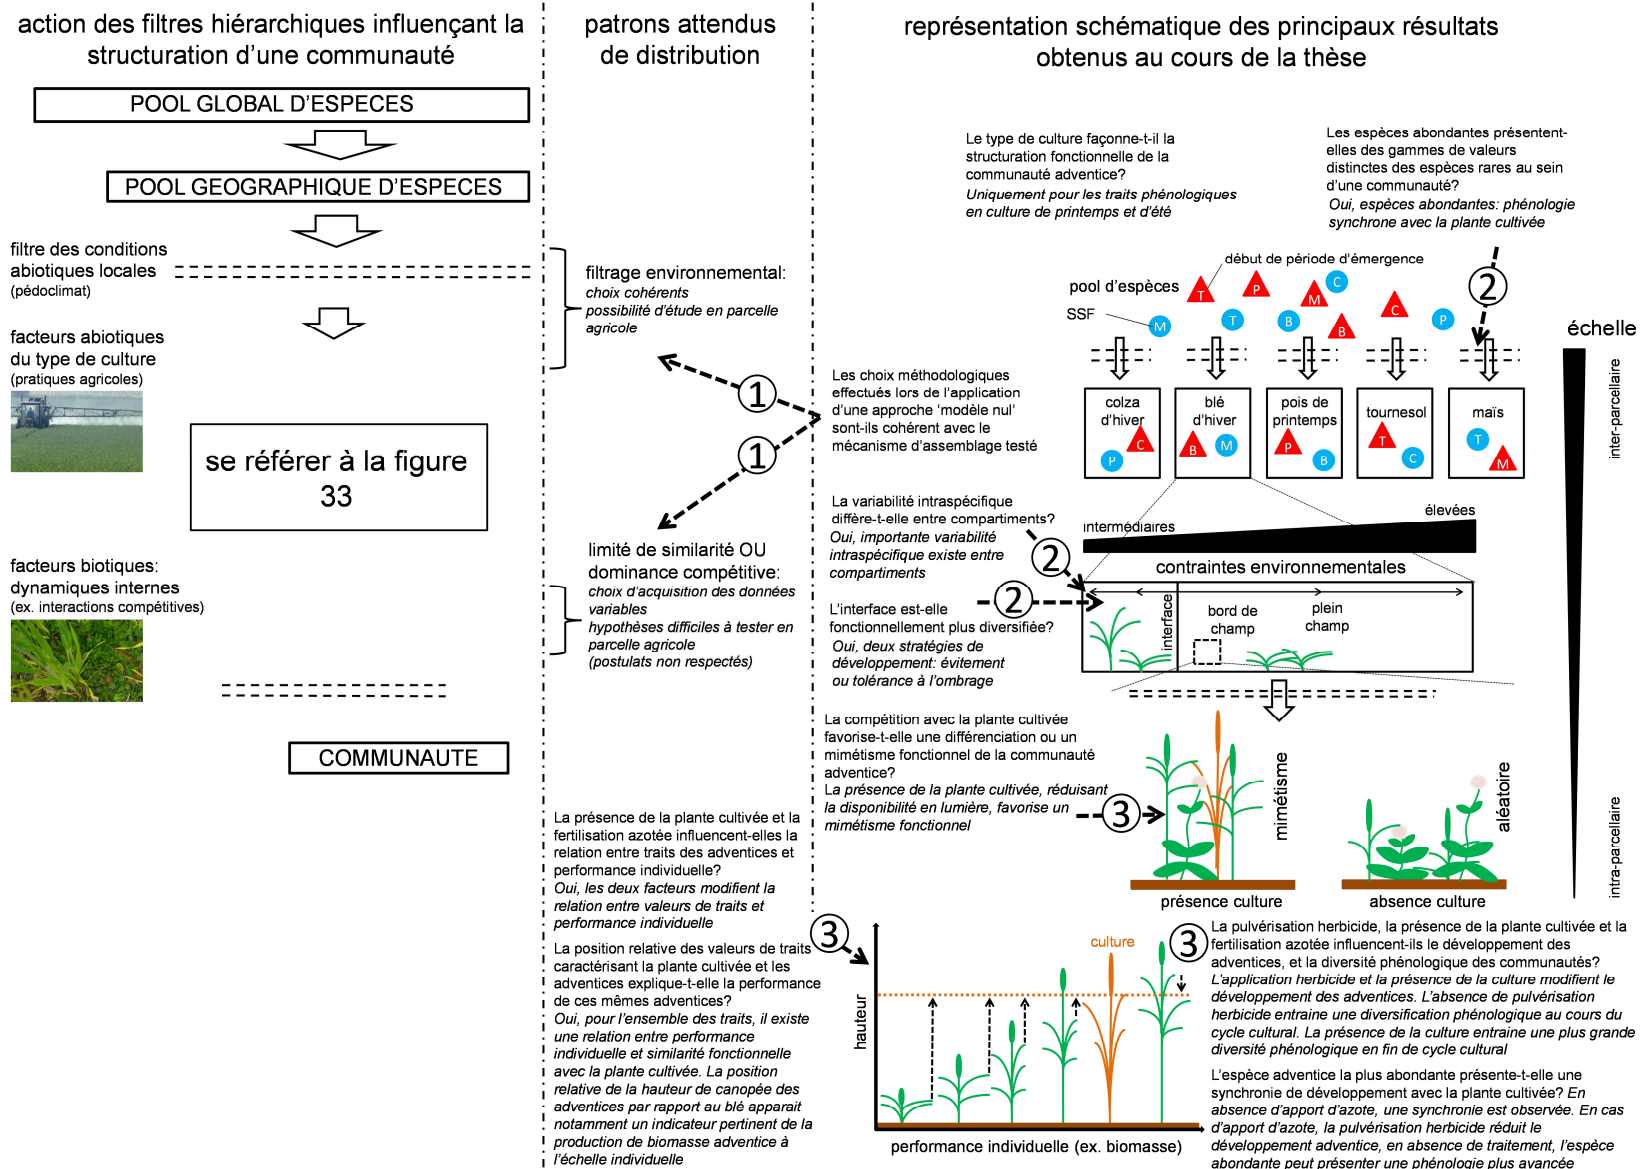 action des filtres hiérarchiques influençant la
structuration d’une communauté
POOL GLOBAL D’ESPECES
POOL GEOGRAPHIQUE D’ESPECES
filtre des conditions
abiotiques locales
(pédoclimat)
facteurs abiotiques
du type de culture
(pratiques agricoles)
se référer à la figure
33
facteurs biotiques:
dynamiques internes
(ex. interactions compétitives)
COMMUNAUTE
patrons attendus
de distribution
filtrage environnemental:
choix cohérents
possibilité d’étude en parcelle
agricole
1
1
limité de similarité OU
dominance compétitive:
choix d’acquisition des données
variables
hypothèses difficiles à tester en
parcelle agricole
(postulats non respectés)
La présence de la plante cultivée et la
fertilisation azotée influencent-elles la
relation entre traits des adventices et
performance individuelle?
Oui, les deux facteurs modifient la
relation entre valeurs de traits et
performance individuelle
La position relative des valeurs de traits
caractérisant la plante cultivée et les
adventices explique-t-elle la performance
de ces mêmes adventices?
Oui, pour l’ensemble des traits, il existe
une relation entre performance
individuelle et similarité fonctionnelle
avec la plante cultivée. La position
relative de la hauteur de canopée des
adventices par rapport au blé apparait
notamment un indicateur pertinent de la
production de biomasse adventice à
l’échelle individuelle
représentation schématique des principaux résultats
obtenus au cours de la thèse
Le type de culture façonne-t-il la
structuration fonctionnelle de la
communauté adventice?
Uniquement pour les traits phénologiques
en culture de printemps et d’été
Les espèces abondantes présentent-
elles des gammes de valeurs
distinctes des espèces rares au sein
d’une communauté?
Oui, espèces abondantes: phénologie
synchrone avec la plante cultivée
début de période d’émergence
pool d’espèces
SSF
T P M C C
M T B B P
2
échelle
inter-parcellaire
intra-parcellaire
Les choix méthodologiques
effectués lors de l’application
d’une approche ‘modèle nul’
sont-ils cohérent avec le
mécanisme d’assemblage testé
colza
d’hiver
C
P
blé
d’hiver
B M
pois de
printemps
P
B
tournesol
T
C
maïs
T
M
La variabilité intraspécifique
diffère-t-elle entre compartiments?
Oui, importante variabilité
intraspécifique existe entre
compartiments
2
intermédiaires
élevées
contraintes environnementales
L’interface est-elle
fonctionnellement plus diversifiée?
Oui, deux stratégies de
développement: évitement
ou tolérance à l’ombrage
2
interface
bord de
champ
plein
champ
La compétition avec la plante cultivée
favorise-t-elle une différenciation ou un
mimétisme fonctionnel de la communauté
adventice?
La présence de la plante cultivée, réduisant
la disponibilité en lumière, favorise un
mimétisme fonctionnel
3
mimétisme
aléatoire
présence culture
absence culture
3
hauteur
culture
performance individuelle (ex. biomasse)
3
La pulvérisation herbicide, la présence de la plante cultivée et la
fertilisation azotée influencent-ils le développement des
adventices, et la diversité phénologique des communautés?
L’application herbicide et la présence de la culture modifient le
développement des adventices. L’absence de pulvérisation
herbicide entraine une diversification phénologique au cours du
cycle cultural. La présence de la culture entraine une plus grande
diversité phénologique en fin de cycle cultural
L’espèce adventice la plus abondante présente-t-elle une
synchronie de développement avec la plante cultivée? En
absence d’apport d’azote, une synchronie est observée. En cas
d’apport d’azote, la pulvérisation herbicide réduit le
développement adventice, en absence de traitement, l’espèce
abondante peut présenter une phénologie plus avancée